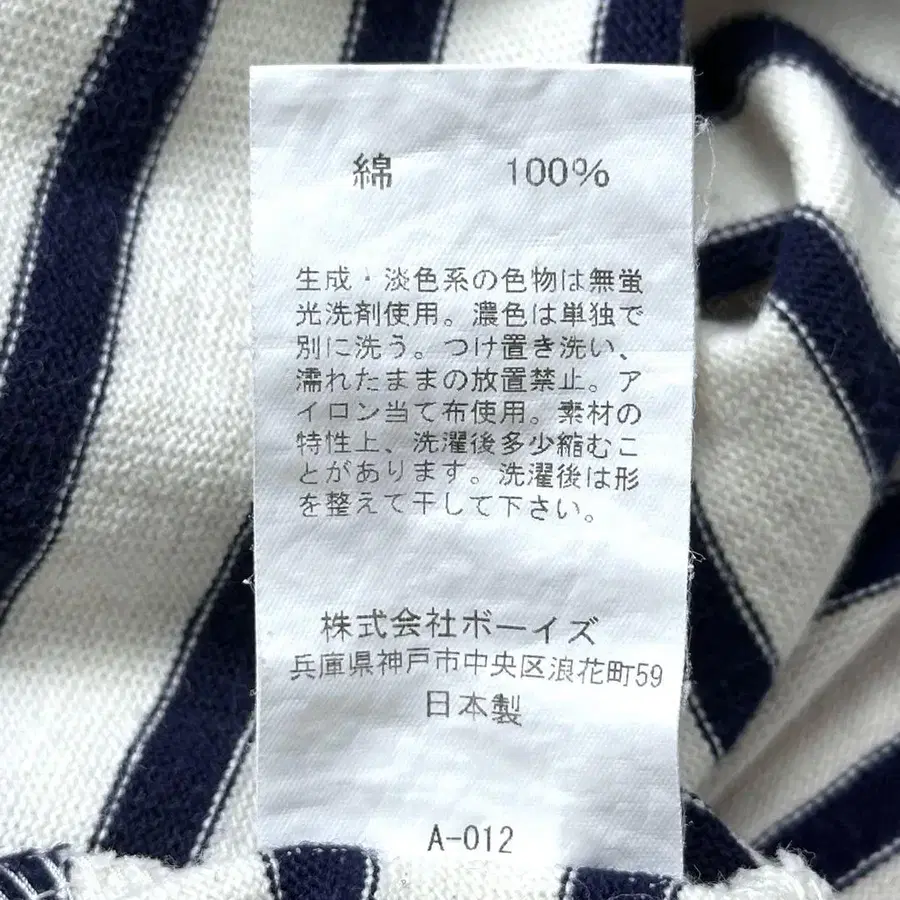 綿 100%
生成・淡色系の色物は無蛍
光洗剤使用。濃色は単独で
別に洗う。つけ置き洗い、
濡れたままの放置禁止。ア
イロン当て布使用。素材の
特性上、洗濯後多少縮むこ
とがあります。洗濯後は形
を整えて干して下さい。
株式会社ボーイズ
兵庫県神戸市中央区浪花町59
日本製
A-012